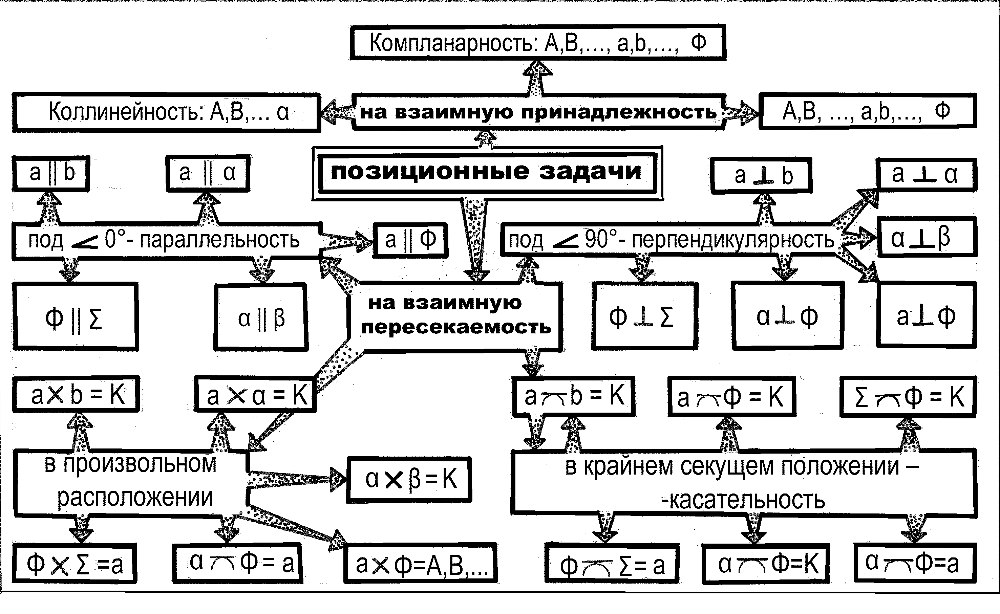 Компланарность: А,В,…, a,b,…, Ф
Коллинейность: А,В,… α
на взаимную принадлежность
А,В, …, a,b,…, Ф
a || b
a || α
позиционные задачи
a ⊥ b
a ⊥ α
под ∠ 0°- параллельность
a || Ф
под ∠ 90°- перпендикулярность
α ⊥ β
Ф || Σ
α || β
на взаимную
пересекаемость
Ф ⊥ Σ
α ⊥ Ф
a ⊥ Ф
a × b = K
a × α = K
a ⌒ b = K
a ⌒ Ф = K
Σ ⌒ Ф = K
в произвольном
расположении
α × β = K
в крайнем секущем положении –
-касательность
Ф × Σ =a
α ⌒ Ф = a
a × Ф=А,В,...
Ф ⌒ Σ = a
α ⌒ Ф=K
α ⌒ Ф=a